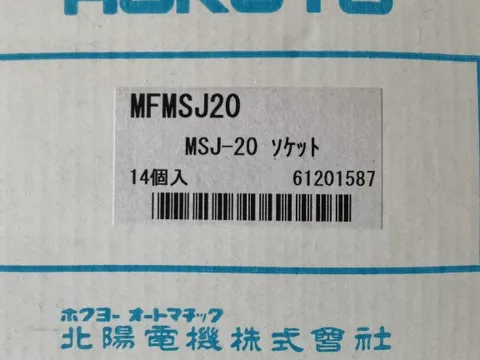 HOKUYO
MFMSJ20
MSJ-20 ソケット
14個入 61201587
ホクヨー オートマチック
北陽電機株式會社